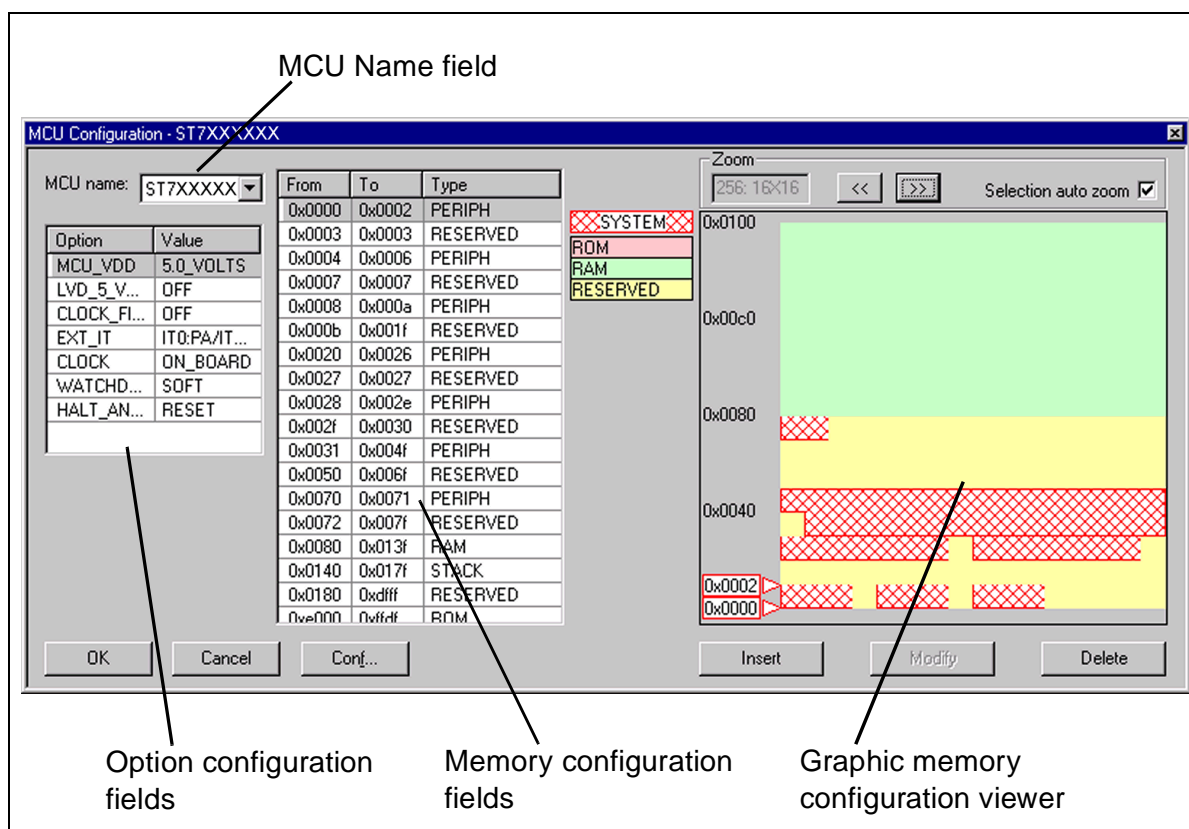 MCU Name field
MCU Configuration - ST7XXXXXX
MCU name: ST7XXXXX
Option Value
MCU_VDD 5.0_VOLTS
LVD_5_V... OFF
CLOCK_FI... OFF
EXT_IT IT0:PA/IT...
CLOCK ON_BOARD
WATCHD... SOFT
HALT_AN... RESET
From To Type
0x0000 0x0002 PERIPH
0x0003 0x0003 RESERVED
0x0004 0x0006 PERIPH
0x0007 0x0007 RESERVED
0x0008 0x000a PERIPH
0x000b 0x001f RESERVED
0x0020 0x0026 PERIPH
0x0027 0x0027 RESERVED
0x0028 0x002e PERIPH
0x002f 0x0030 RESERVED
0x0031 0x004f PERIPH
0x0050 0x006f RESERVED
0x0070 0x0071 PERIPH
0x0072 0x007f RESERVED
0x0080 0x013f RAM
0x0140 0x017f STACK
0x0180 0xdfff RESERVED
0xe000 0xffdf ROM
SYSTEM
ROM
RAM
RESERVED
Zoom
256: 16X16 << >> Selection auto zoom
0x0100
0x00c0
0x0080
0x0040
0x0002
0x0000
OK Cancel Conf... Insert Modify Delete
Option configuration
fields
Memory configuration
fields
Graphic memory
configuration viewer